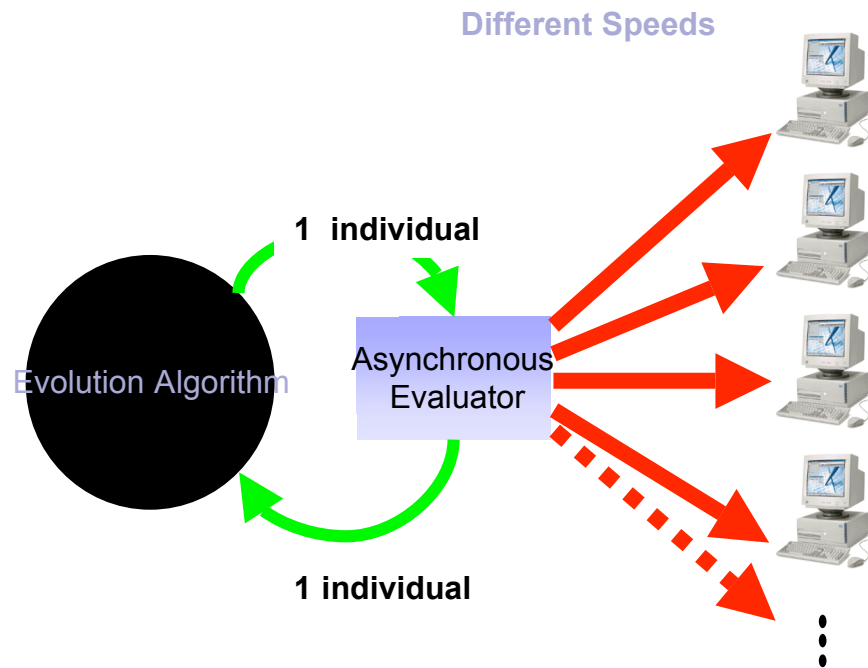 Different Speeds
1 individual
Evolution Algorithm
Asynchronous
Evaluator
1 individual